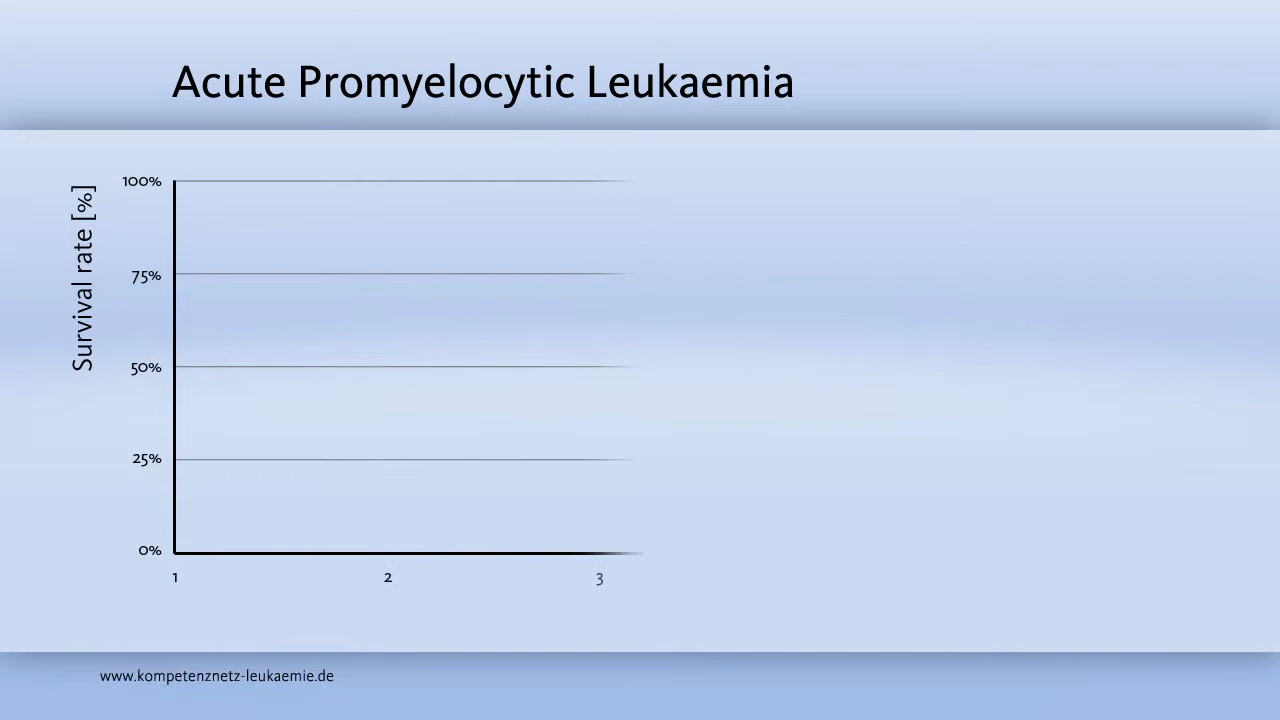 Acute Promyelocytic Leukaemia
Survival rate [%]
100%
75%
50%
25%
0%
1 2 3
www.kompetenznetz-leukaemie.de